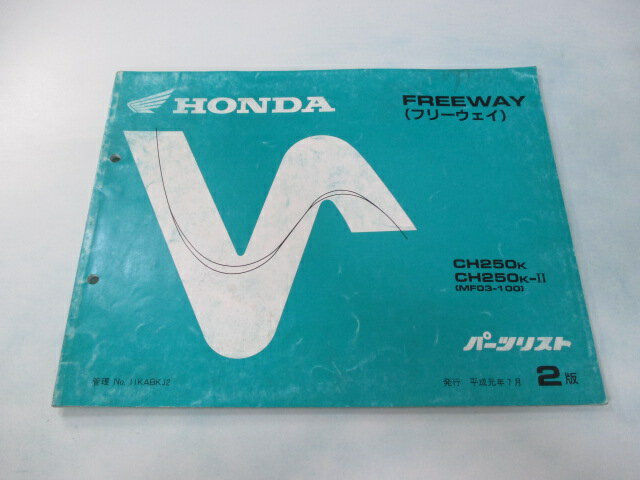 HONDA
FREEWAY
(フリーウェイ)
CH250K
CH250K-II
(MF03-100)
パーツリスト
管理 No. 11KABKJ2
発行 平成元年7月 2版